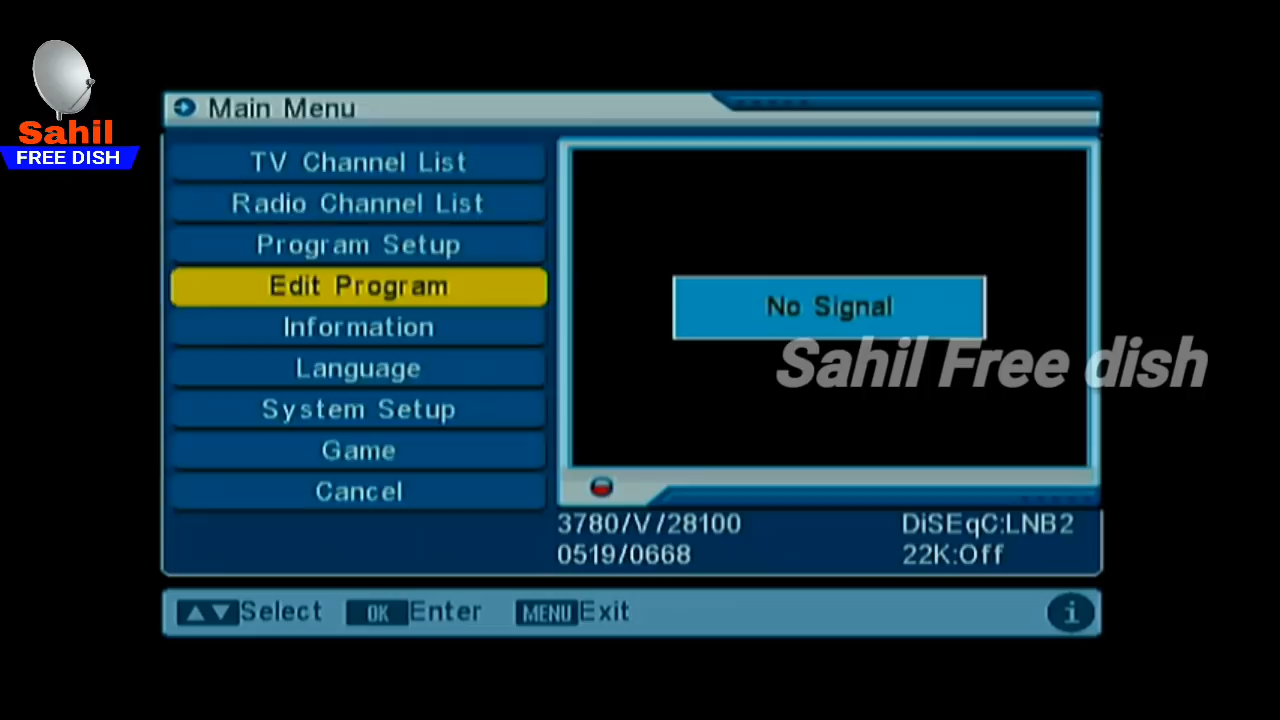 Sahil
FREE DISH
Main Menu
TV Channel List
Radio Channel List
Program Setup
Edit Program
Information
Language
System Setup
Game
Cancel
No Signal
Sahil Free dish
3780/V/28100
DiSEqC:LNB2
0519/0668
22K:Off
Select
OK Enter
MENU Exit
i